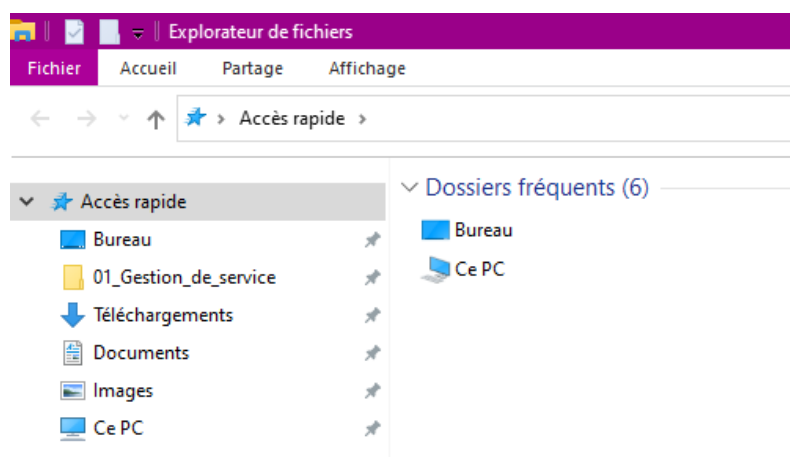 Explorateur de fichiers
Fichier Accueil Partage Affichage
Accès rapide
Accès rapide
Bureau
01_Gestion_de_service
Téléchargements
Documents
Images
Ce PC
Dossiers fréquents (6)
Bureau
Ce PC